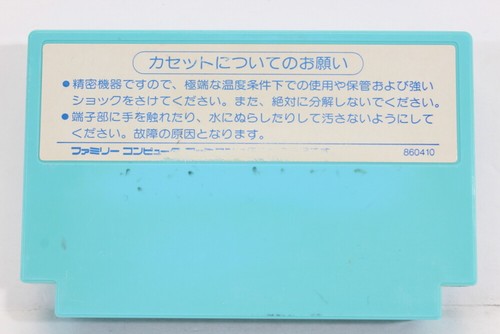 カセットについてのお願い
●精密機器ですので、極端な温度条件下での使用や保管および強い
ショックをさけてください。また、絶対に分解しないでください。
●端子部に手を触れたり、水にぬらしたりして汚さないようにして
ください。故障の原因となります。
ファミリー コンピュータ 860410